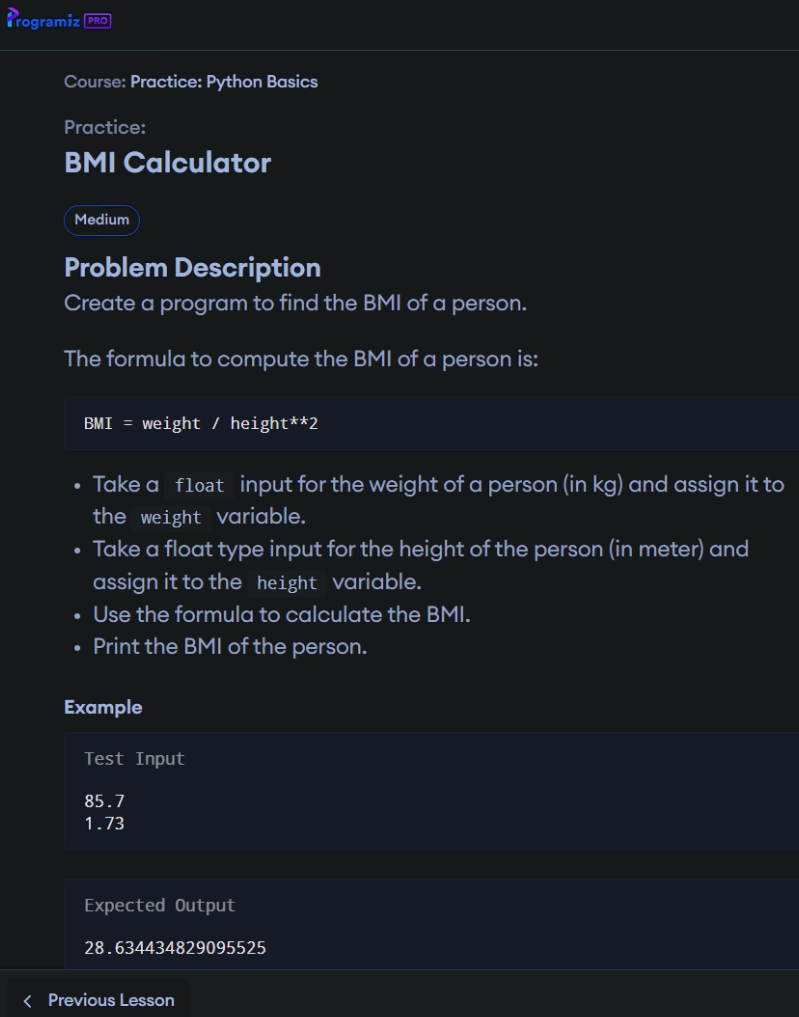 Programiz PRO
Course: Practice: Python Basics
Practice:
BMI Calculator
Medium
Problem Description
Create a program to find the BMI of a person.
The formula to compute the BMI of a person is:
BMI = weight / height**2
• Take a float input for the weight of a person (in kg) and assign it to
the weight variable.
• Take a float type input for the height of the person (in meter) and
assign it to the height variable.
• Use the formula to calculate the BMI.
• Print the BMI of the person.
Example
Test Input
85.7
1.73
Expected Output
28.634434829095525
Previous Lesson